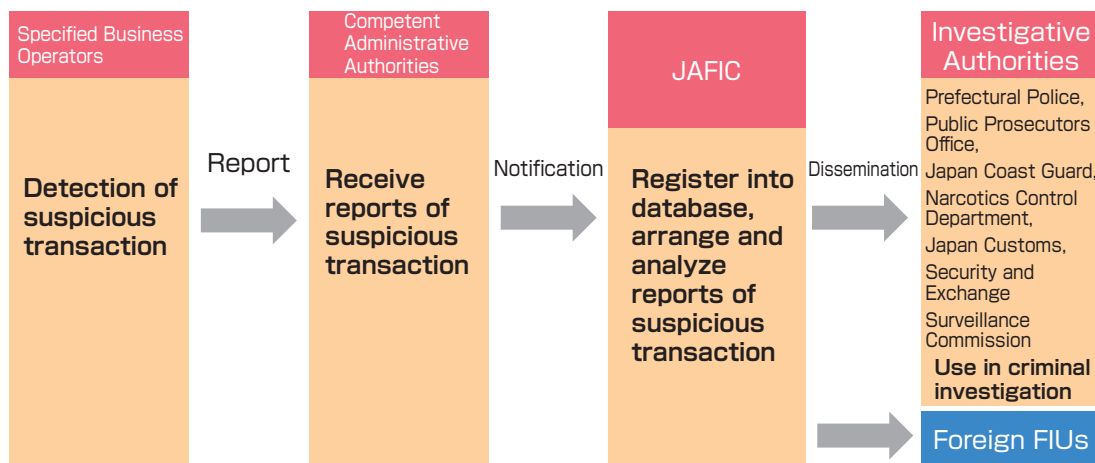 Specified Business
Operators
Detection of
suspicious
transaction
Report
Competent
Administrative
Authorities
Receive
reports of
suspicious
transaction
Notification
JAFIC
Register into
database,
arrange and
analyze
reports of
suspicious
transaction
Dissemination
Investigative
Authorities
Prefectural Police,
Public Prosecutors
Office,
Japan Coast Guard,
Narcotics Control
Department,
Japan Customs,
Security and
Exchange
Surveillance
Commission
Use in criminal
investigation
Foreign FIUs